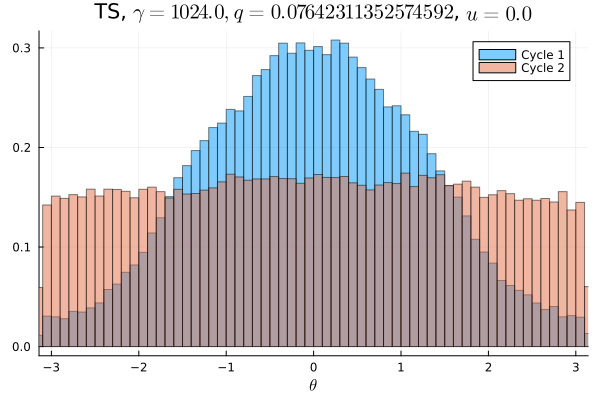 TS, γ = 1024.0, q = 0.07642311352574592, u = 0.0
0.3
0.2
0.1
0.0
Cycle 1
Cycle 2
−3 −2 −1 0 1 2 3
θ